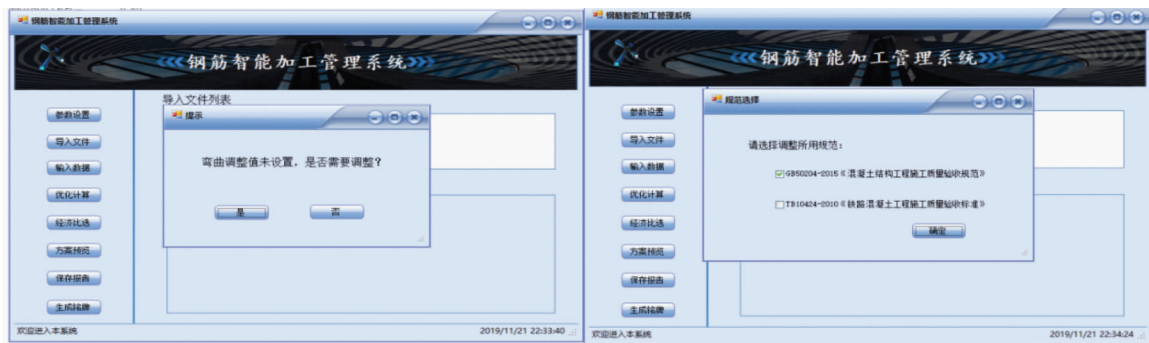 钢筋智能加工管理系统
钢筋智能加工管理系统
导入文件列表
提示
弯曲调整值未设置，是否需要调整？
是
否
参数设置
导入文件
输入数据
优化计算
经济比选
方案预览
保存报告
生成铭牌
欢迎进入本系统
2019/11/21 22:33:40
钢筋智能加工管理系统
钢筋智能加工管理系统
规范选择
请选择调整所用规范：
GB50204-2015《混凝土结构工程施工质量验收规范》
TB10424-2010《铁路混凝土工程施工质量验收标准》
确定
参数设置
导入文件
输入数据
优化计算
经济比选
方案预览
保存报告
生成铭牌
欢迎进入本系统
2019/11/21 22:34:24